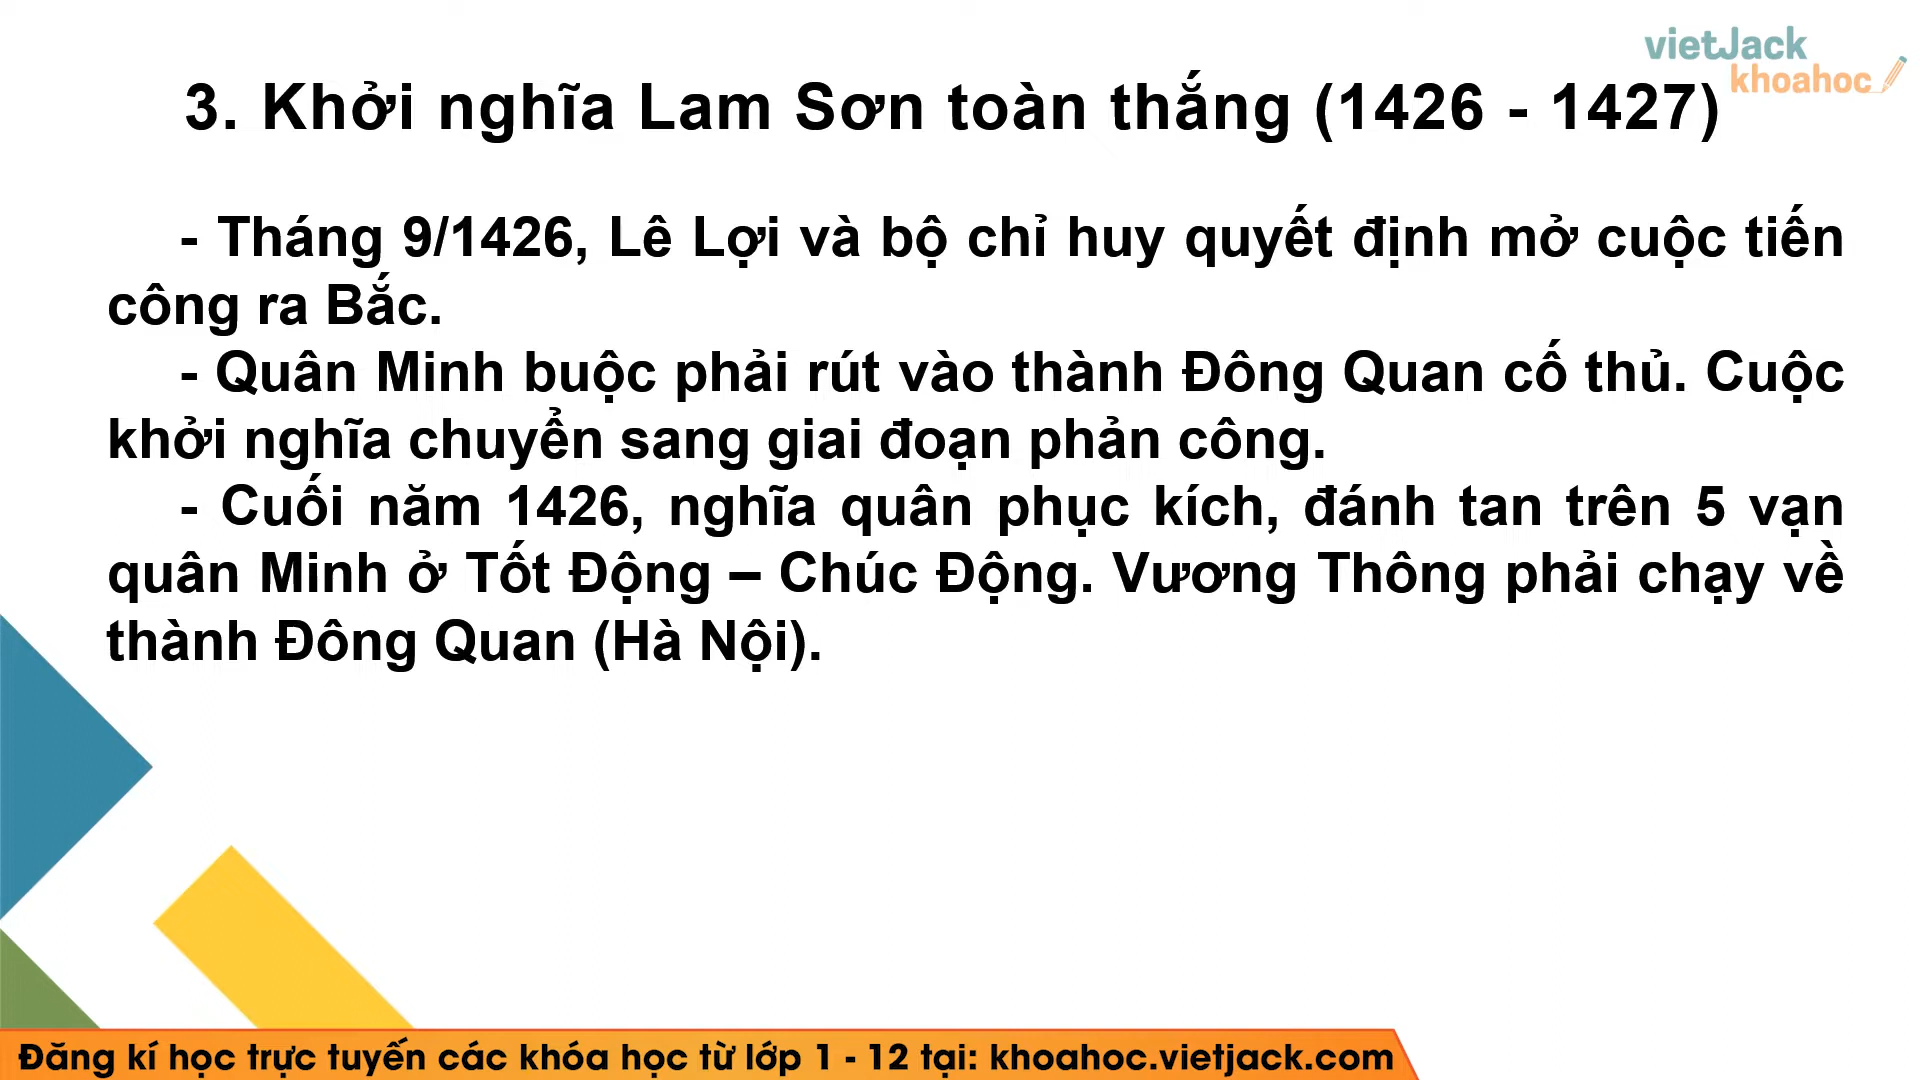 vietJack
khoahoc
3. Khởi nghĩa Lam Sơn toàn thắng (1426 - 1427)
- Tháng 9/1426, Lê Lợi và bộ chỉ huy quyết định mở cuộc tiến
công ra Bắc.
- Quân Minh buộc phải rút vào thành Đông Quan cố thủ. Cuộc
khởi nghĩa chuyển sang giai đoạn phản công.
- Cuối năm 1426, nghĩa quân phục kích, đánh tan trên 5 vạn
quân Minh ở Tốt Động – Chúc Động. Vương Thông phải chạy về
thành Đông Quan (Hà Nội).
Đăng kí học trực tuyến các khóa học từ lớp 1 - 12 tại: khoahoc.vietjack.com